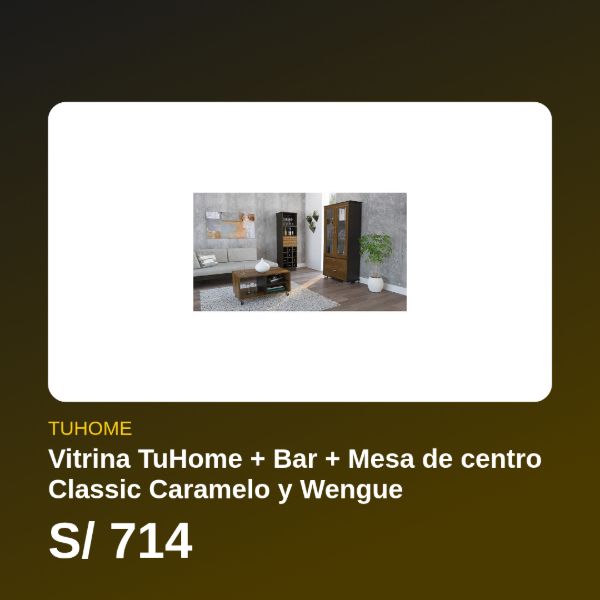 TUHOME
Vitrina TuHome + Bar + Mesa de centro
Classic Caramelo y Wengue
S/ 714